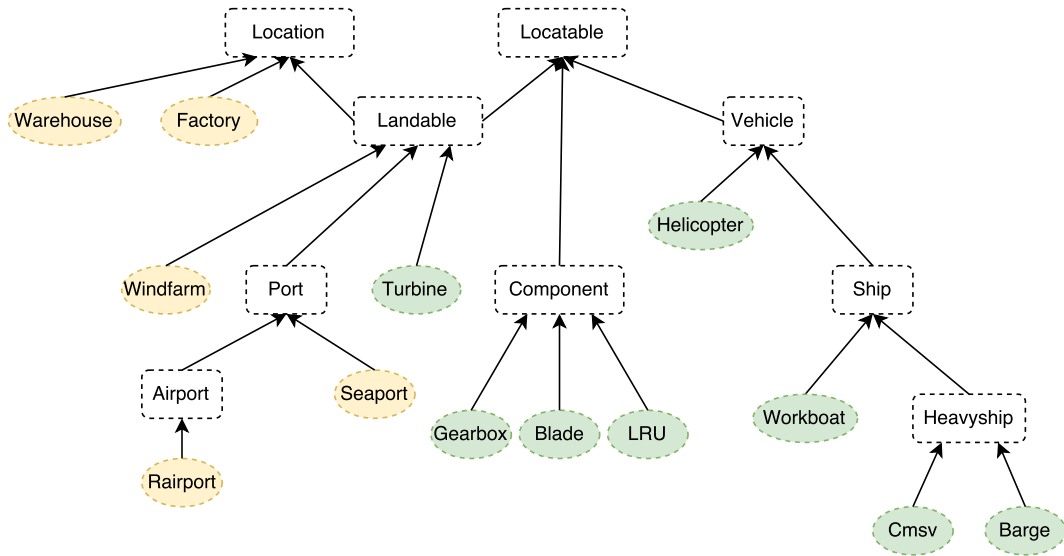 Location
Locatable
Warehouse
Factory
Landable
Vehicle
Helicopter
Windfarm
Port
Turbine
Component
Ship
Airport
Seaport
Gearbox
Blade
LRU
Workboat
Heavyship
Rairport
Cmsv
Barge